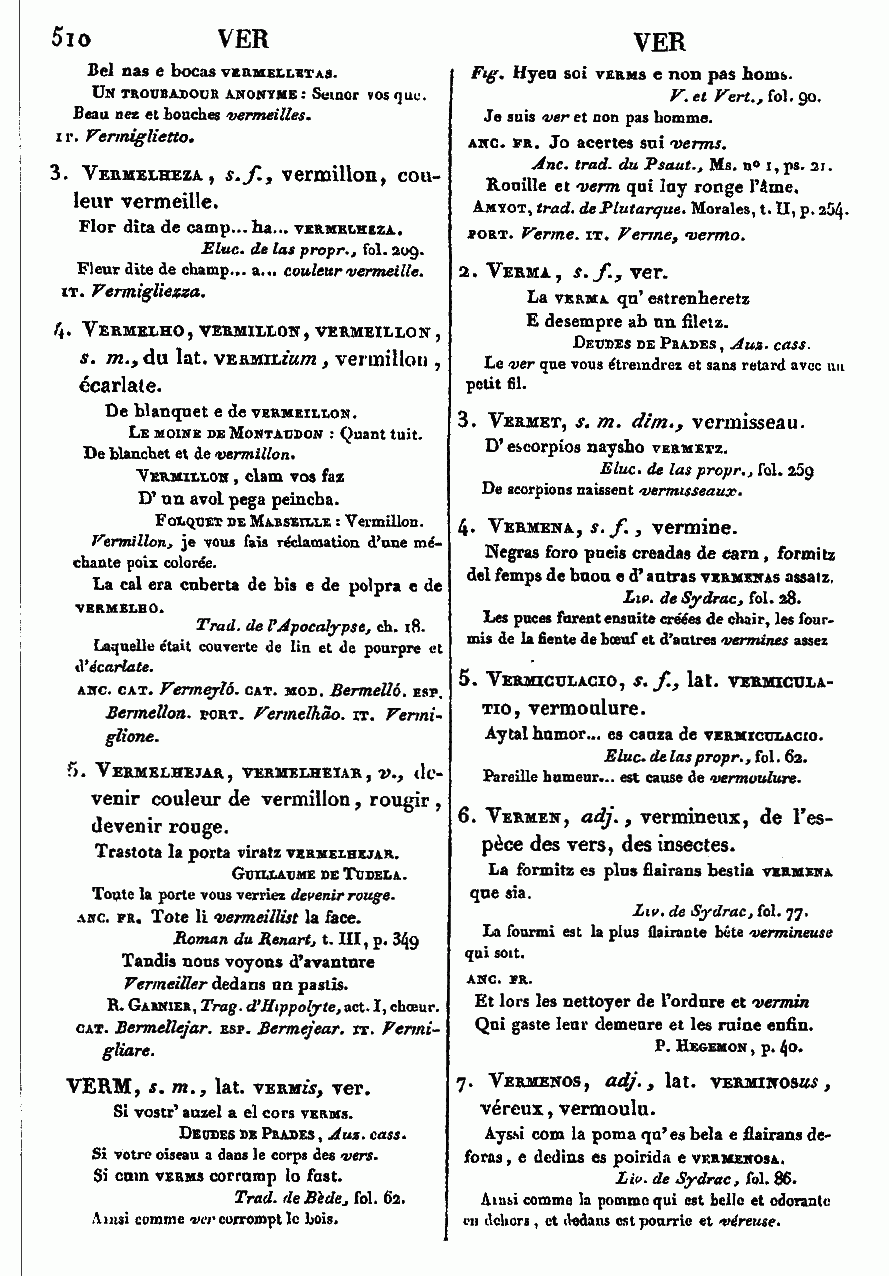 510 VER
Bel nas e bocas VERMELLETAS.
UN TROUBADOUR ANONYME : Seinor vos que.
Beau nez et bouches vermeilles.
IT. Vermiglietto.
3. VERMELHEZA, s. f., vermillon, cou-
leur vermeille.
Flor dita de camp... ha... VERMELHEZA.
Eluc. de las propr., fol. 209.
Fleur dite de champ... a... couleur vermeille.
IT. Vermigliezza.
4. VERMELHO, VERMILLON, VERMEILLON,
s. m., du lat. VERMILium, vermillon,
écarlate.
De blanquet e de VERMEILLON.
LE MOINE DE MONTAUDON : Quant tuit.
De blanchet et de vermillon.
VERMILLON, clam vos faz
D'un avol pega peincha.
FOLQUET DE MARSEILLE : Vermillon.
Vermillon, je vous fais réclamation d'une mé-
chante poix colorée.
La cal era cuberta de bis e de polpra e de
VERMELHO.
Trad. de l'Apocalypse, ch. 18.
Laquelle était couverte de lin et de pourpre et
d'écarlate.
ANC. CAT. Vermeyló. CAT. MOD. Bermelló. ESP.
Bermellon. PORT. Vermelhão. IT. Vermi-
glione.
5. VERMELHEJAR, VERMELHEIAR, v., de-
venir couleur de vermillon, rougir,
devenir rouge.
Trastota la porta viratz VERMELHEJAR.
GUILLAUME DE TUDELA.
Toute la porte vous verriez devenir rouge.
ANC. FR. Tote li vermeillist la face.
Roman du Renart, t. III, p. 349
Tandis nous voyons d'avanture
Vermeiller dedans un pastis.
R. GARNIER, Trag. d'Hippolyte, act. I, chœur.
CAT. Bermellejar. ESP. Bermejear. IT. Vermi-
gliare.
VERM, s. m., lat. VERMis, ver.
Si vostr' auzel a el cors VERMS.
DEUDES DE PRADES, Auz. cass.
Si votre oiseau a dans le corps des vers.
Si cum VERMS corrump lo fust.
Trad. de Bède, fol. 62.
Ainsi comme ver corrompt le bois.
VER
Fig. Hyeu soi VERMS e non pas homs.
V. et Vert., fol. 90.
Je suis ver et non pas homme.
ANC. FR. Jo acertes sui verms.
Anc. trad. du Psaut., Ms. nº 1, ps. 21.
Rouille et verm qui luy ronge l'âme.
AMYOT, trad. de Plutarque. Morales, t. II, p. 254.
PORT. Verme. IT. Verme, vermo.
2. VERMA, s. f., ver.
La VERMA qu' estrenheretz
E desempre ab un filetz.
DEUDES DE PRADES, Auz. cass.
Le ver que vous étreindrez et sans retard avec un
petit fil.
3. VERMET, s. m. dim., vermisseau.
D' escorpios naysho VERMETZ.
Eluc. de las propr., fol. 259
De scorpions naissent vermisseaux.
4. VERMENA, s. f., vermine.
Negras foro pueis creadas de carn, formitz
del femps de buou e d'autras VERMENAS assatz.
Liv. de Sydrac, fol. 28.
Les puces furent ensuite créées de chair, les four-
mis de la fiente de bœuf et d'autres vermines assez
5. VERMICULACIO, s. f., lat. VERMICULA-
TIO, vermoulure.
Aytal humor... es cauza de VERMICULACIO.
Eluc. de las propr., fol. 62.
Pareille humeur... est cause de vermoulure.
6. VERMEN, adj., vermineux, de l'es-
pèce des vers, des insectes.
La formitz es plus flairans bestia VERMENA
que sia.
Liv. de Sydrac, fol. 77.
La fourmi est la plus flairante bête vermineuse
qui soit.
ANC. FR.
Et lors les nettoyer de l'ordure et vermin
Qui gaste leur demeure et les ruine enfin.
P. HEGEMON, p. 40.
7. VERMENOS, adj., lat. VERMINOSus,
véreux, vermoulu.
Ayssi com la poma qu'es bela e flairans de-
foras, e dedins es poirida e VERMENOSA.
Liv. de Sydrac, fol. 86.
Ainsi comme la pomme qui est belle et odorante
en dehors, et dedans est pourrie et véreuse.